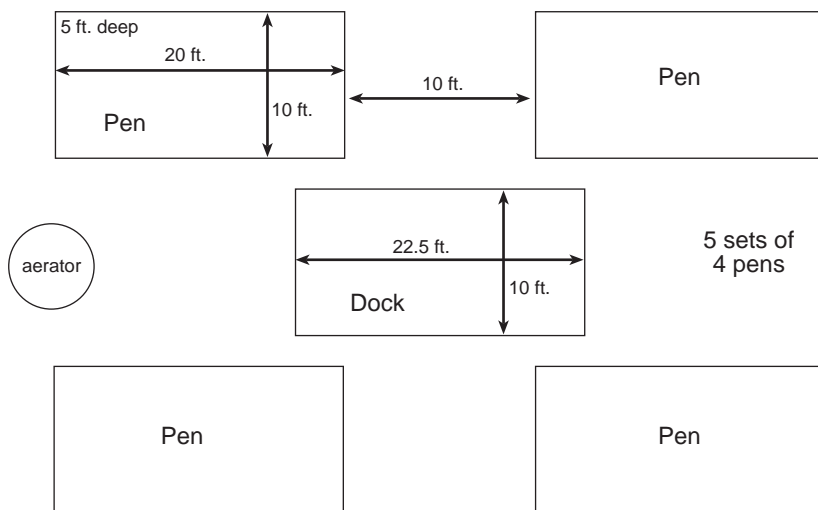 5 ft. deep
20 ft.
10 ft.
Pen
10 ft.
Pen
aerator
22.5 ft.
10 ft.
Dock
5 sets of
4 pens
Pen
Pen